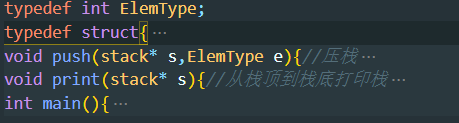 typedef int ElemType;
typedef struct{…
void push(stack* s,ElemType e){//压栈…
void print(stack* s){//从栈顶到栈底打印栈…
int main(){…